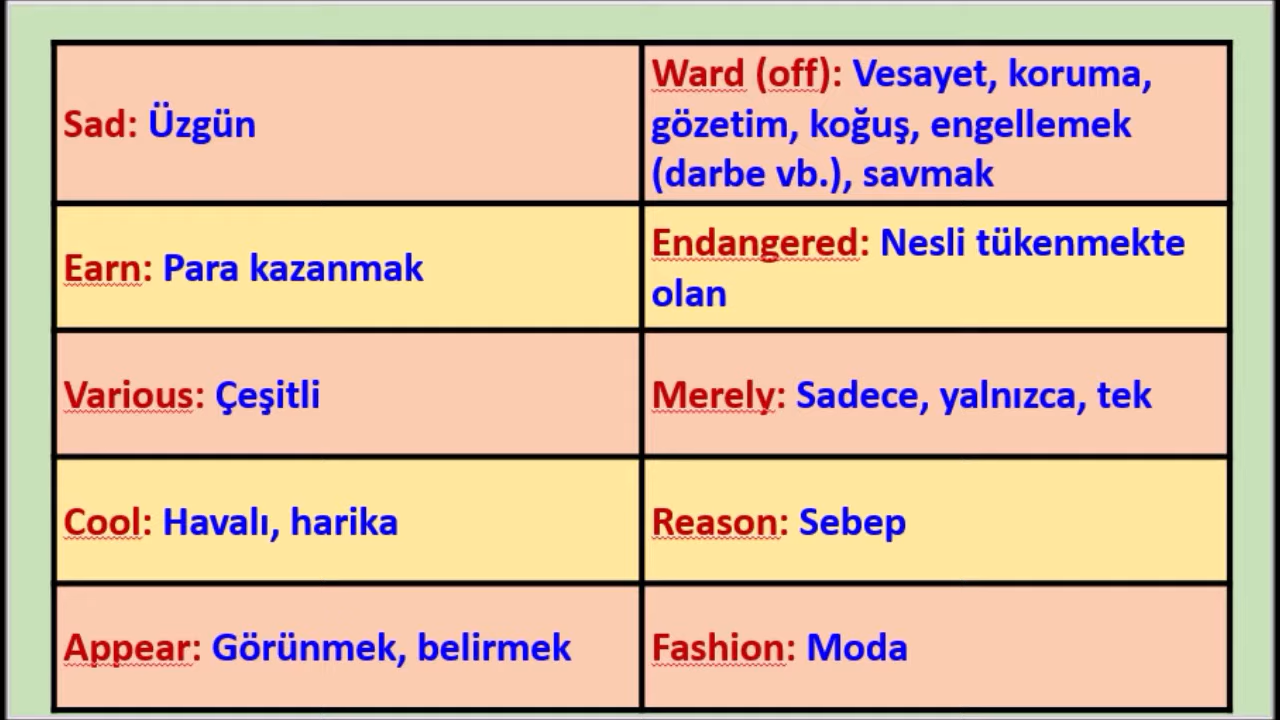 Sad: Üzgün
Ward (off): Vesayet, koruma,
gözetim, koğuş, engellemek
(darbe vb.), savmak
Earn: Para kazanmak
Endangered: Nesli tükenmekte
olan
Various: Çeşitli
Merely: Sadece, yalnızca, tek
Cool: Havalı, harika
Reason: Sebep
Appear: Görünmek, belirmek
Fashion: Moda